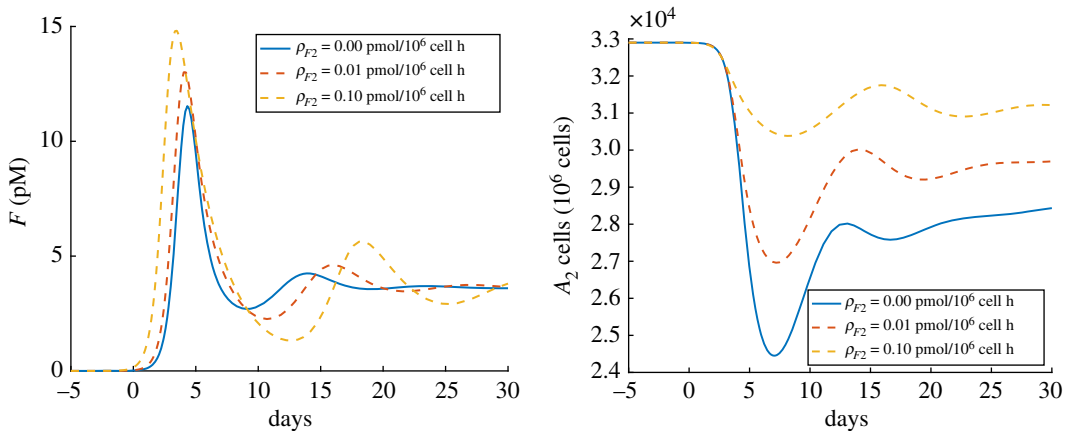 15
10
5
0
F (pM)
–5 0 5 10 15 20 25 30
days
ρF2 = 0.00 pmol/10⁶ cell h
ρF2 = 0.01 pmol/10⁶ cell h
ρF2 = 0.10 pmol/10⁶ cell h
×10⁴
3.3
3.2
3.1
3.0
2.9
2.8
2.7
2.6
2.5
2.4
A₂ cells (10⁶ cells)
–5 0 5 10 15 20 25 30
days
ρF2 = 0.00 pmol/10⁶ cell h
ρF2 = 0.01 pmol/10⁶ cell h
ρF2 = 0.10 pmol/10⁶ cell h